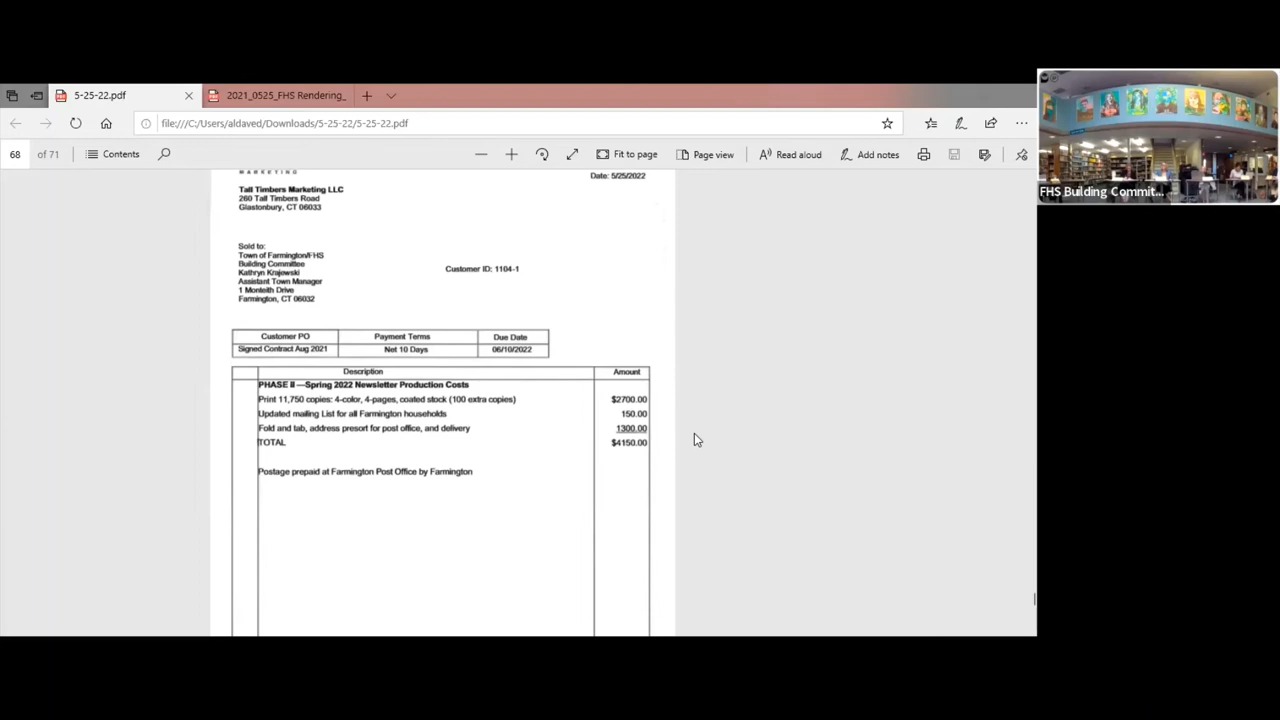 5-25-22.pdf
2021_0525_FHS Rendering_
file:///C:/Users/aldaved/Downloads/5-25-22/5-25-22.pdf
68 of 71
Contents
Fit to page
Page view
Read aloud
Add notes
FHS Building Commit...
MARKETING
Date: 5/25/2022
Tall Timbers Marketing LLC
260 Tall Timbers Road
Glastonbury, CT 06033
Sold to:
Town of Farmington/FHS
Building Committee
Kathryn Krajewski
Assistant Town Manager
1 Monteith Drive
Farmington, CT 06032
Customer ID: 1104-1
Customer PO Payment Terms Due Date
Signed Contract Aug 2021 Net 10 Days 06/10/2022
Description Amount
PHASE II —Spring 2022 Newsletter Production Costs
Print 11,750 copies: 4-color, 4-pages, coated stock (100 extra copies) $2700.00
Updated mailing List for all Farmington households 150.00
Fold and tab, address presort for post office, and delivery 1300.00
TOTAL $4150.00
Postage prepaid at Farmington Post Office by Farmington